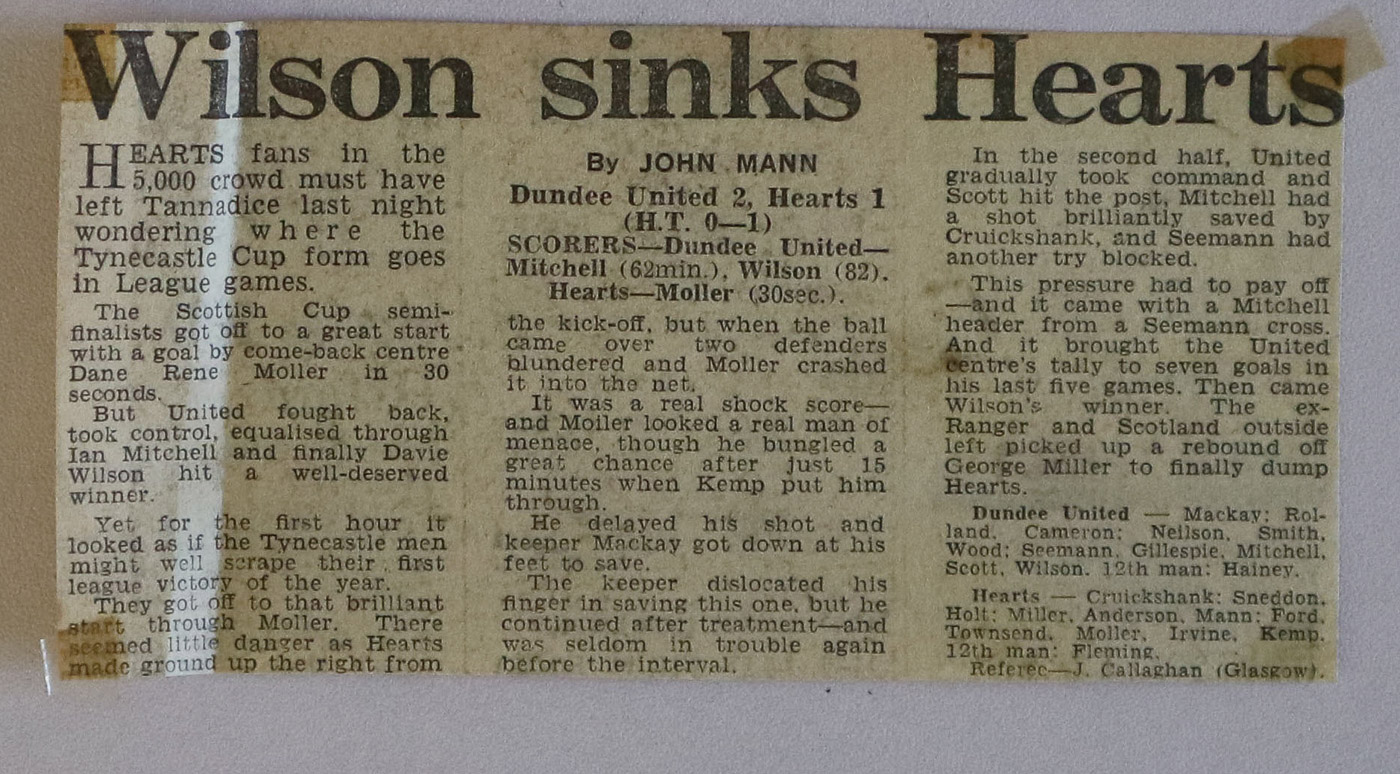 Wilson sinks Hearts
HEARTS fans in the
5,000 crowd must have
left Tannadice last night
wondering where the
Tynecastle Cup form goes
in League games.
The Scottish Cup semi-
finalists got off to a great start
with a goal by come-back centre
Dane Rene Moller in 30
seconds.
But United fought back,
took control, equalised through
Ian Mitchell and finally Davie
Wilson hit a well-deserved
winner.
Yet for the first hour it
looked as if the Tynecastle men
might well scrape their first
league victory of the year.
They got off to that brilliant
start through Moller. There
seemed little danger as Hearts
made ground up the right from
By JOHN MANN
Dundee United 2, Hearts 1
(H.T. 0—1)
SCORERS—Dundee United—
Mitchell (62min.), Wilson (82).
Hearts—Moller (30sec.).
the kick-off, but when the ball
came over two defenders
blundered and Moller crashed
it into the net.
It was a real shock score—
and Moller looked a real man of
menace, though he bungled a
great chance after just 15
minutes when Kemp put him
through.
He delayed his shot and
keeper Mackay got down at his
feet to save.
The keeper dislocated his
finger in saving this one, but he
continued after treatment—and
was seldom in trouble again
before the interval.
In the second half, United
gradually took command and
Scott hit the post, Mitchell had
a shot brilliantly saved by
Cruickshank, and Seemann had
another try blocked.
This pressure had to pay off
—and it came with a Mitchell
header from a Seemann cross.
And it brought the United
centre's tally to seven goals in
his last five games. Then came
Wilson's winner. The ex-
Ranger and Scotland outside
left picked up a rebound off
George Miller to finally dump
Hearts.
Dundee United — Mackay; Rol-
land, Cameron; Neilson, Smith,
Wood; Seemann, Gillespie, Mitchell,
Scott, Wilson. 12th man: Hainey.
Hearts — Cruickshank; Sneddon,
Holt; Miller, Anderson, Mann; Ford,
Townsend, Moller, Irvine, Kemp.
12th man: Fleming.
Referee—J. Callaghan (Glasgow).